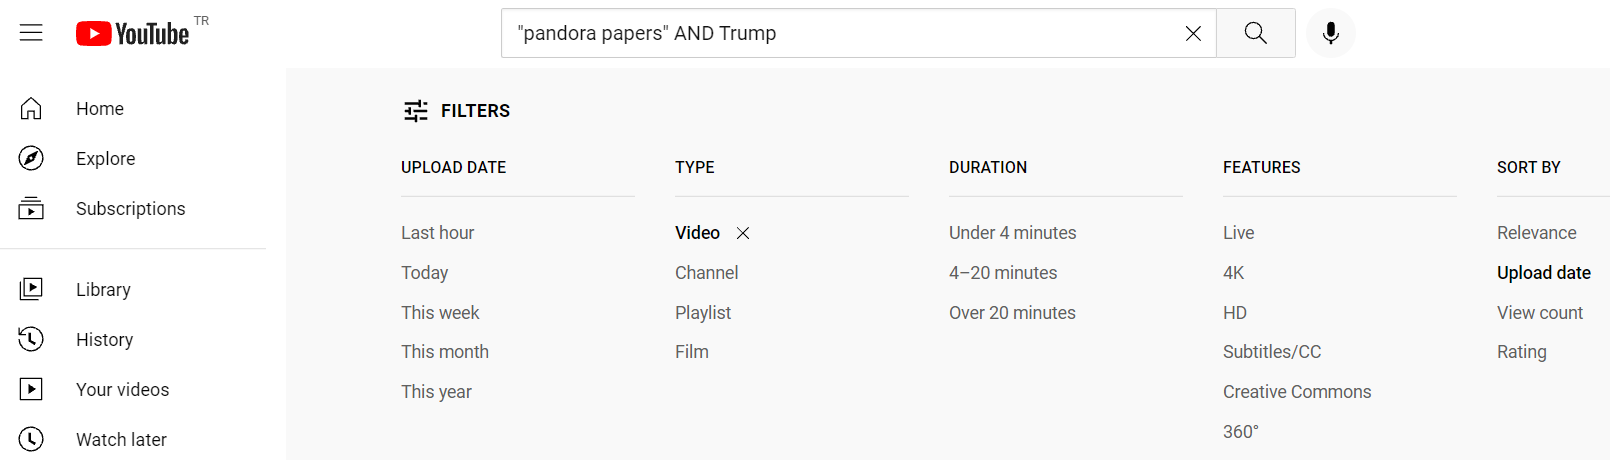 YouTube TR
"pandora papers" AND Trump
Home
Explore
Subscriptions
Library
History
Your videos
Watch later
FILTERS
UPLOAD DATE
Last hour
Today
This week
This month
This year
TYPE
Video
Channel
Playlist
Film
DURATION
Under 4 minutes
4–20 minutes
Over 20 minutes
FEATURES
Live
4K
HD
Subtitles/CC
Creative Commons
360°
SORT BY
Relevance
Upload date
View count
Rating